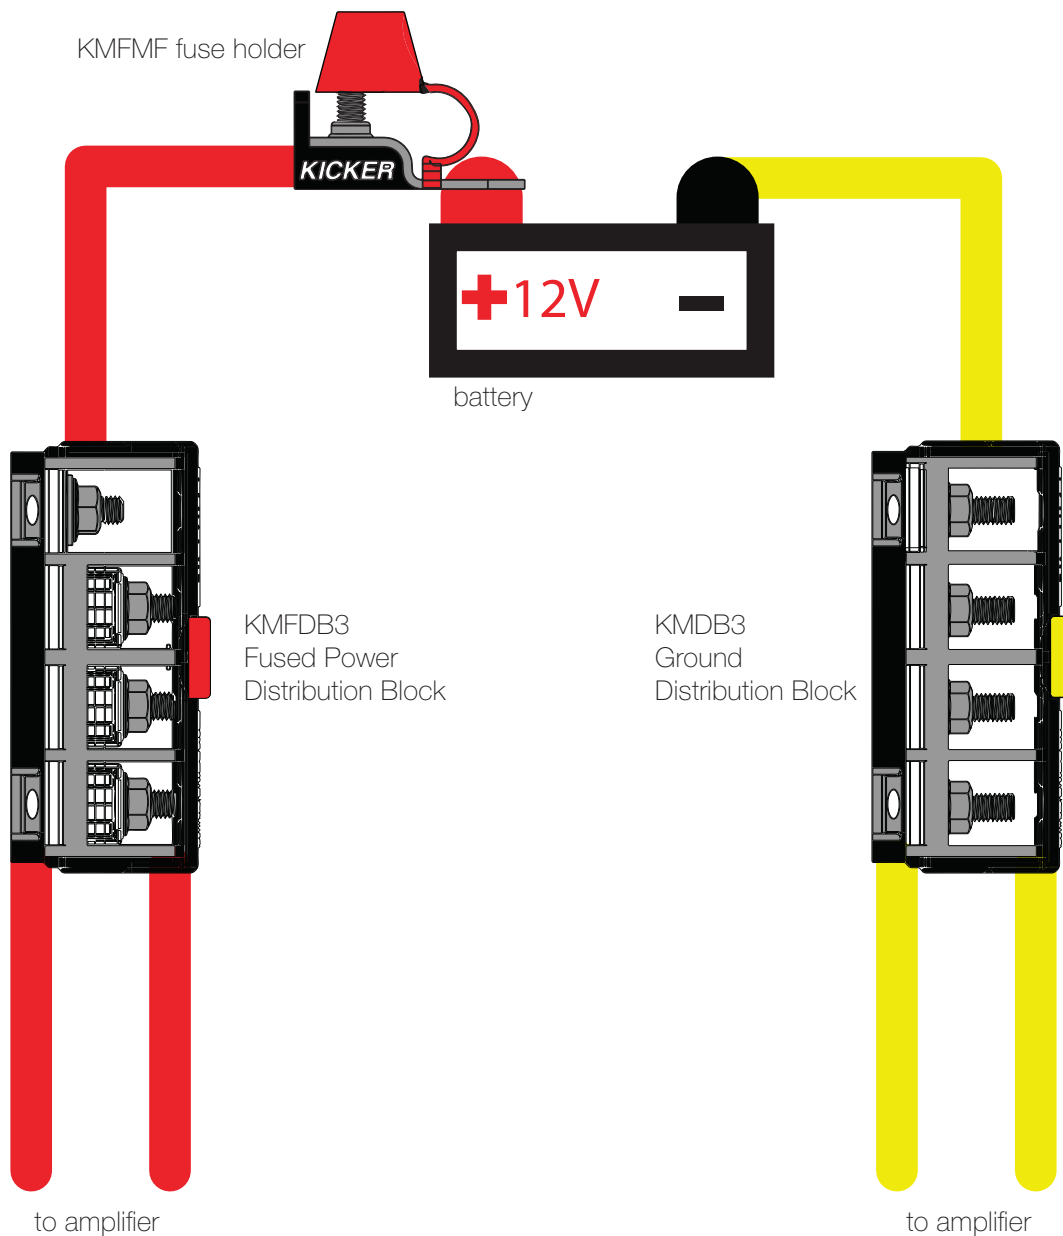 KMFMF fuse holder
KICKER
+12V −
battery
KMFDB3
Fused Power
Distribution Block
KMDB3
Ground
Distribution Block
to amplifier
to amplifier